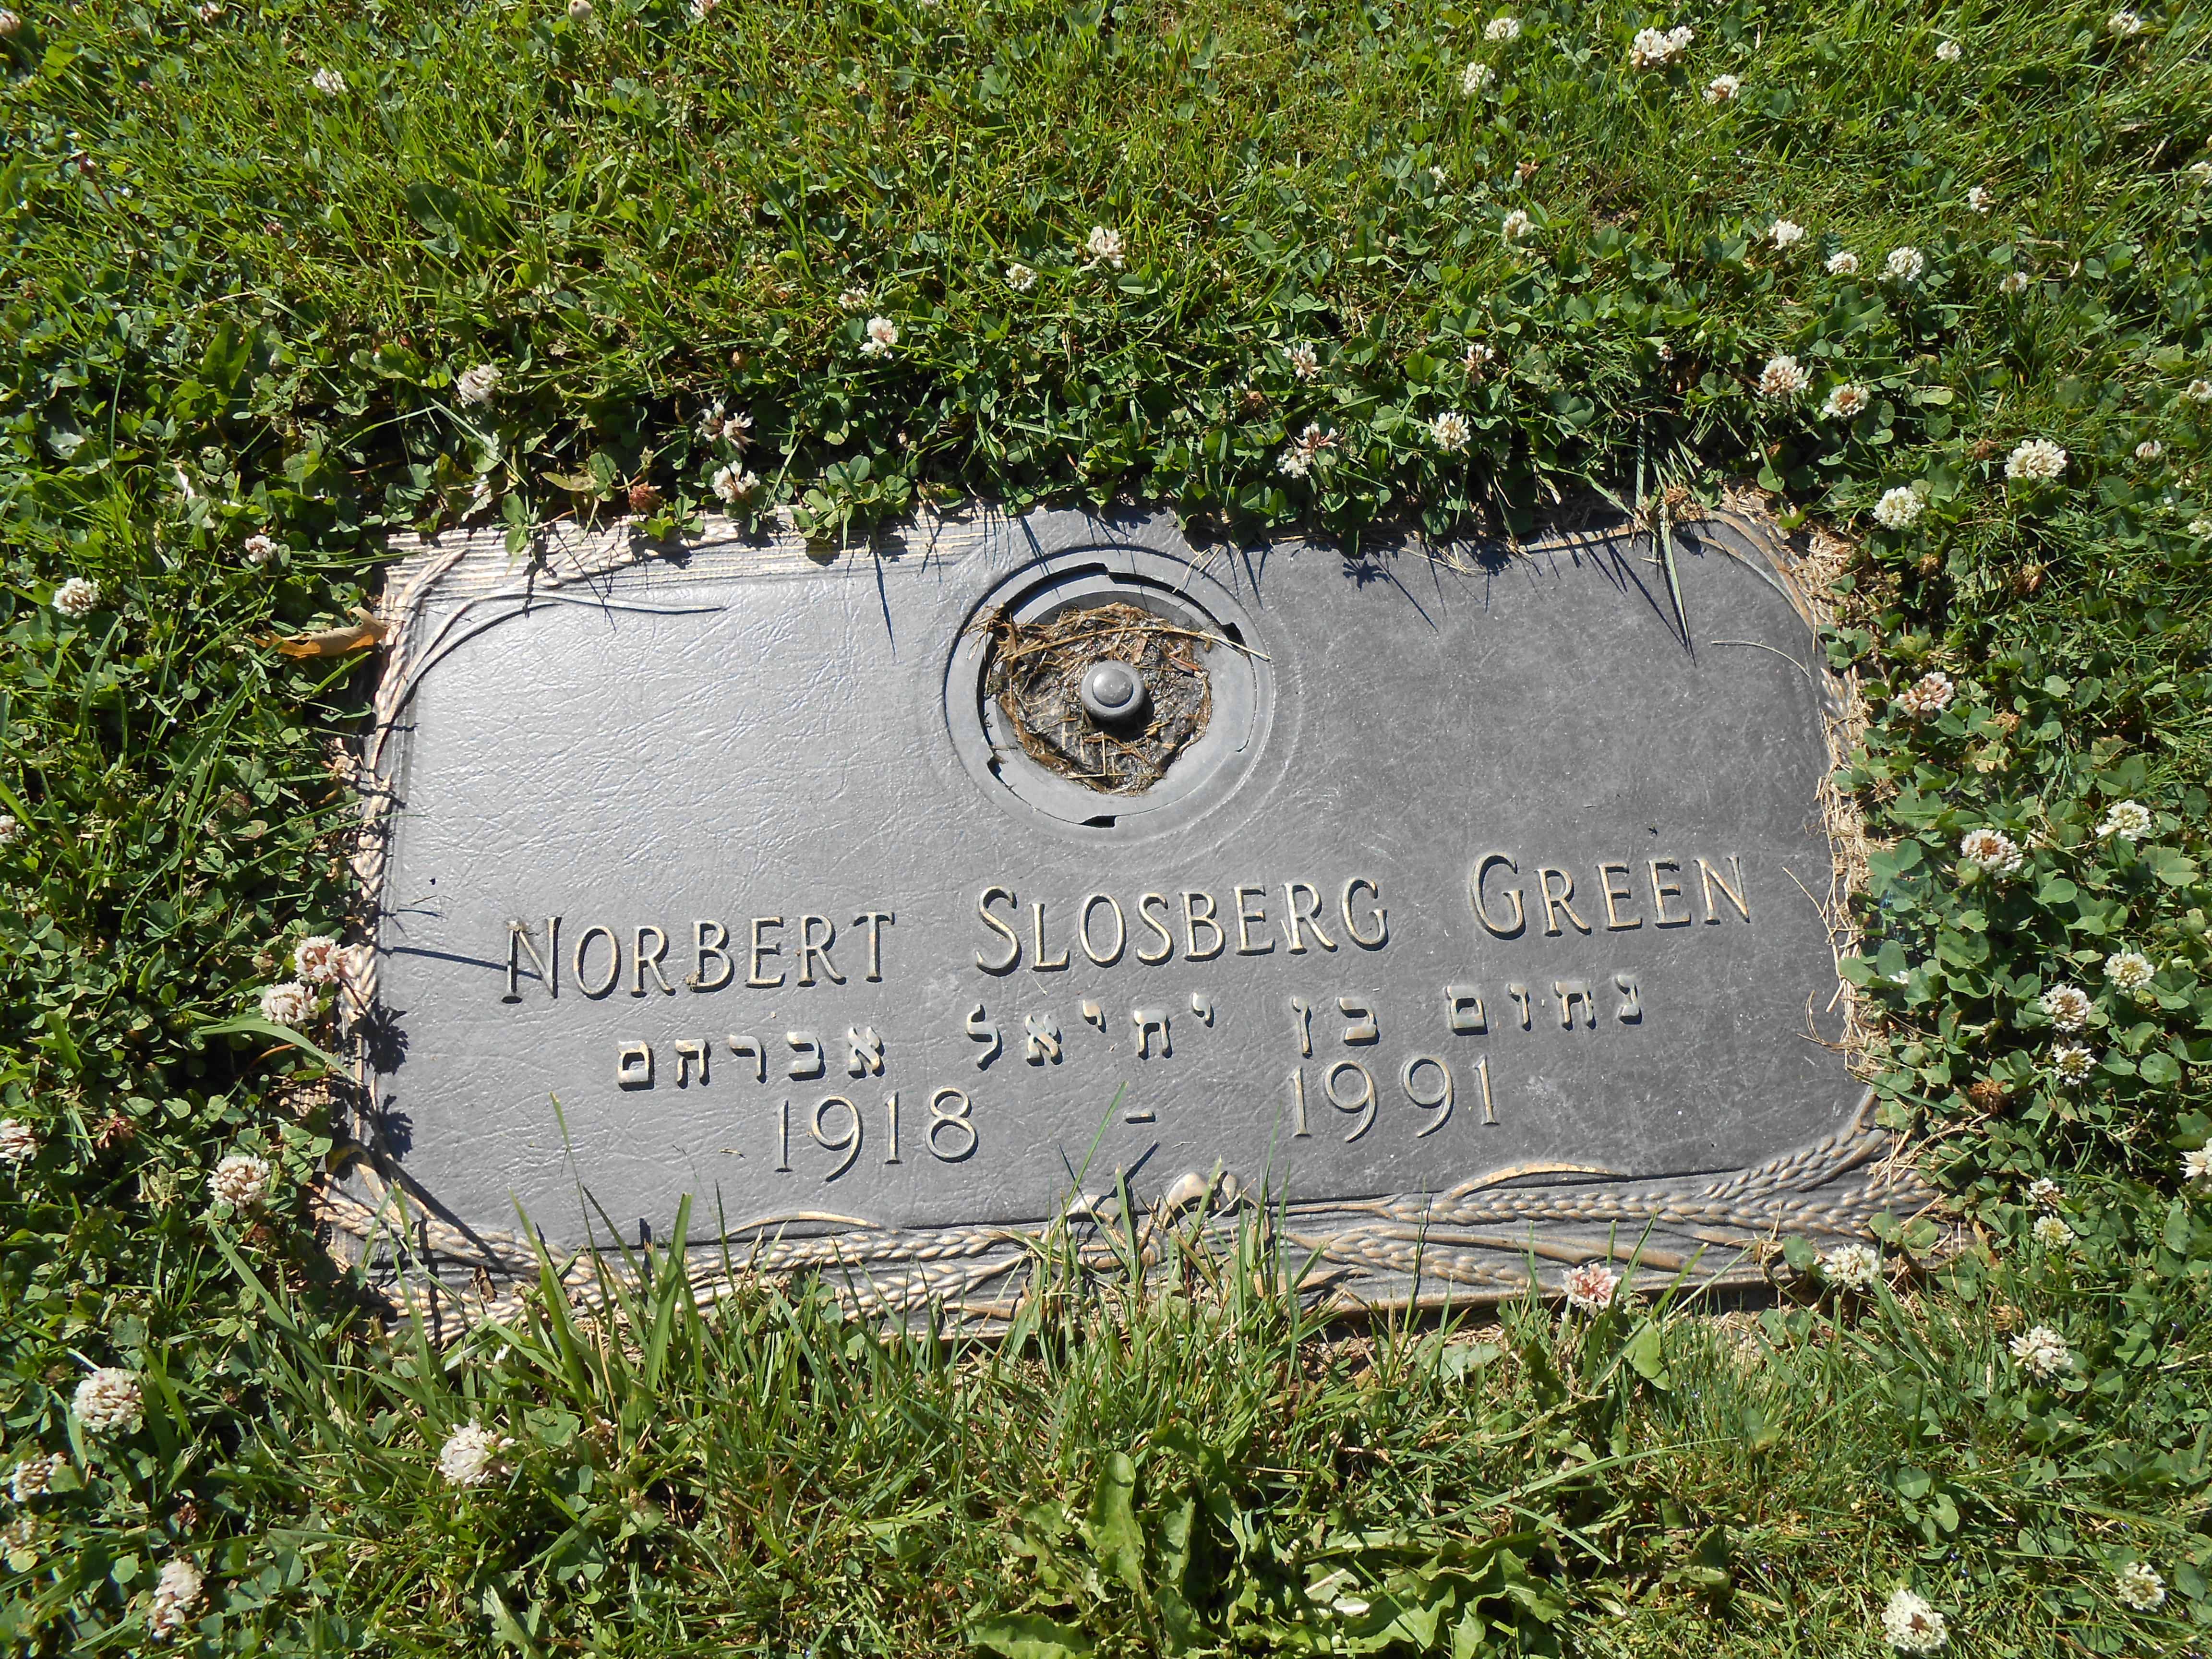 NORBERT SLOSBERG GREEN
נחום בן יחיאל אברהם
1918 - 1991